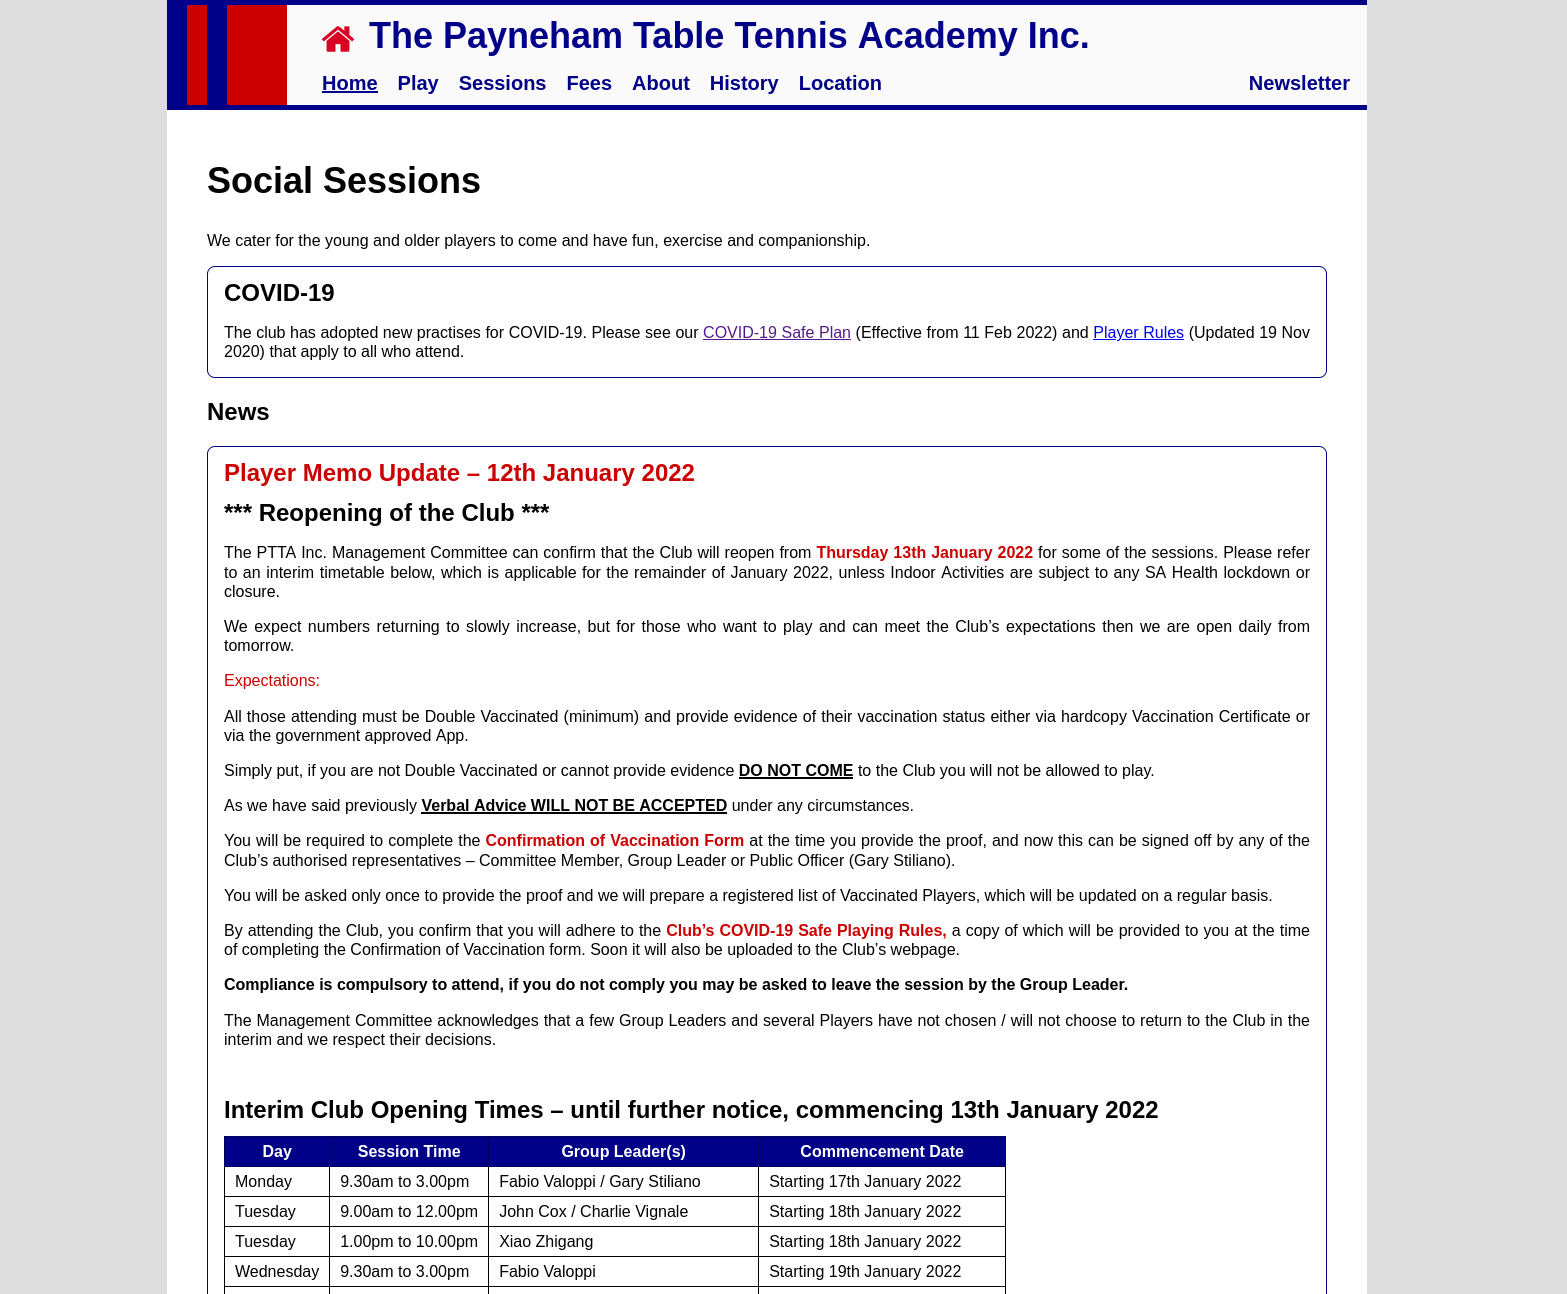 The Payneham Table Tennis Academy Inc.
Home Play Sessions Fees About History Location Newsletter
Social Sessions
We cater for the young and older players to come and have fun, exercise and companionship.
COVID-19
The club has adopted new practises for COVID-19. Please see our COVID-19 Safe Plan (Effective from 11 Feb 2022) and Player Rules (Updated 19 Nov
2020) that apply to all who attend.
News
Player Memo Update – 12th January 2022
*** Reopening of the Club ***
The PTTA Inc. Management Committee can confirm that the Club will reopen from Thursday 13th January 2022 for some of the sessions. Please refer
to an interim timetable below, which is applicable for the remainder of January 2022, unless Indoor Activities are subject to any SA Health lockdown or
closure.
We expect numbers returning to slowly increase, but for those who want to play and can meet the Club’s expectations then we are open daily from
tomorrow.
Expectations:
All those attending must be Double Vaccinated (minimum) and provide evidence of their vaccination status either via hardcopy Vaccination Certificate or
via the government approved App.
Simply put, if you are not Double Vaccinated or cannot provide evidence DO NOT COME to the Club you will not be allowed to play.
As we have said previously Verbal Advice WILL NOT BE ACCEPTED under any circumstances.
You will be required to complete the Confirmation of Vaccination Form at the time you provide the proof, and now this can be signed off by any of the
Club’s authorised representatives – Committee Member, Group Leader or Public Officer (Gary Stiliano).
You will be asked only once to provide the proof and we will prepare a registered list of Vaccinated Players, which will be updated on a regular basis.
By attending the Club, you confirm that you will adhere to the Club’s COVID-19 Safe Playing Rules, a copy of which will be provided to you at the time
of completing the Confirmation of Vaccination form. Soon it will also be uploaded to the Club’s webpage.
Compliance is compulsory to attend, if you do not comply you may be asked to leave the session by the Group Leader.
The Management Committee acknowledges that a few Group Leaders and several Players have not chosen / will not choose to return to the Club in the
interim and we respect their decisions.
Interim Club Opening Times – until further notice, commencing 13th January 2022
Day Session Time Group Leader(s) Commencement Date
Monday 9.30am to 3.00pm Fabio Valoppi / Gary Stiliano Starting 17th January 2022
Tuesday 9.00am to 12.00pm John Cox / Charlie Vignale Starting 18th January 2022
Tuesday 1.00pm to 10.00pm Xiao Zhigang Starting 18th January 2022
Wednesday 9.30am to 3.00pm Fabio Valoppi Starting 19th January 2022